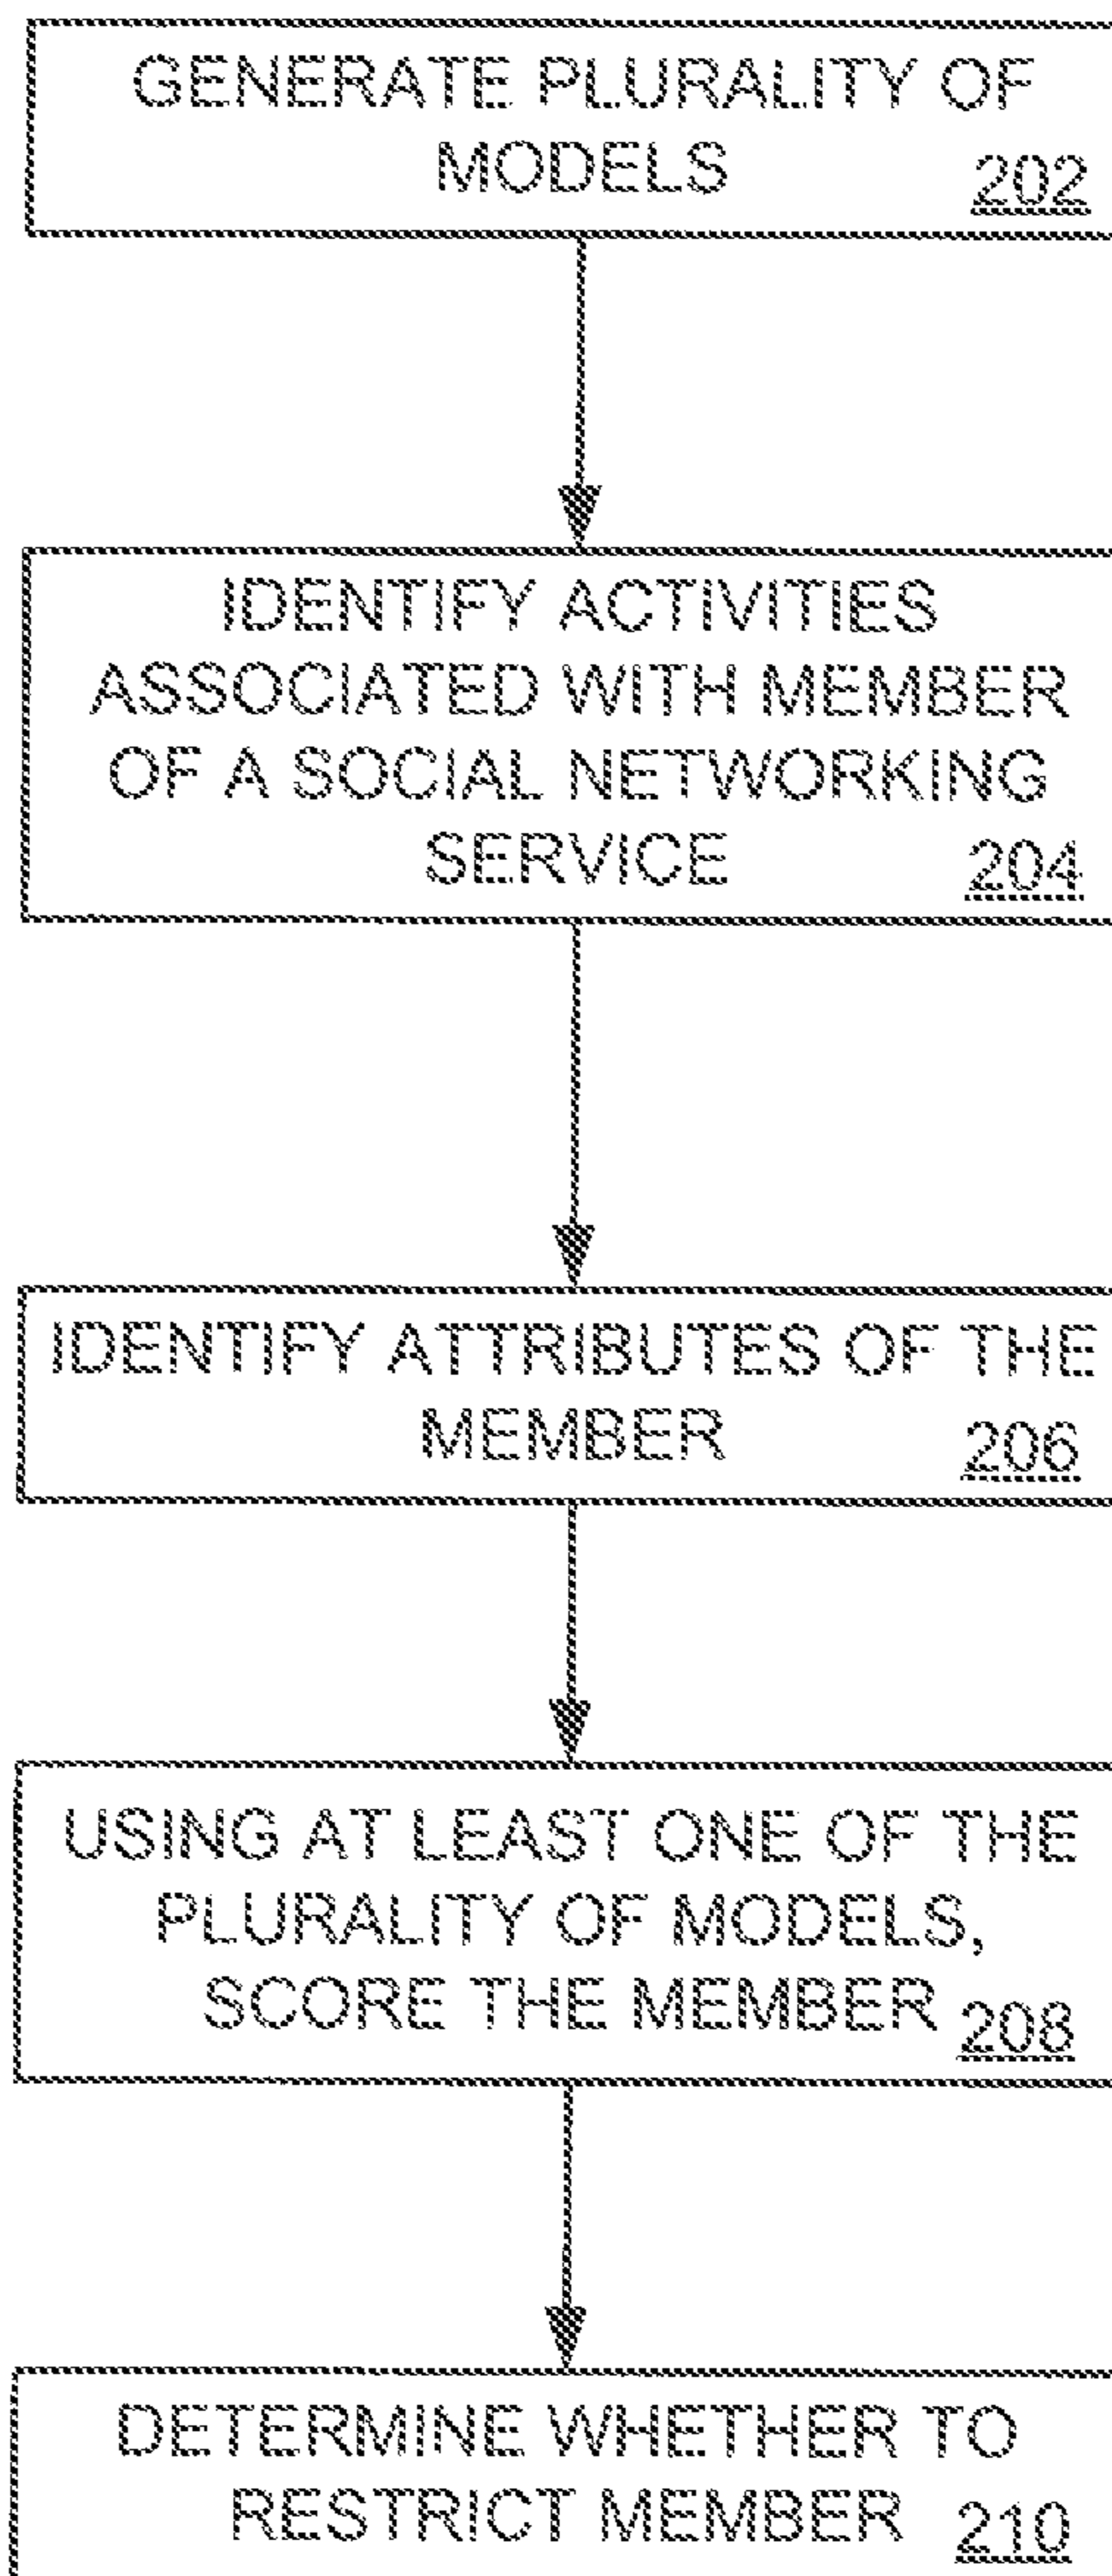 GENERATE PLURALITY OF
MODELS 202
IDENTIFY ACTIVITIES
ASSOCIATED WITH MEMBER
OF A SOCIAL NETWORKING
SERVICE 204
IDENTIFY ATTRIBUTES OF THE
MEMBER 206
USING AT LEAST ONE OF THE
PLURALITY OF MODELS,
SCORE THE MEMBER 208
DETERMINE WHETHER TO
RESTRICT MEMBER 210